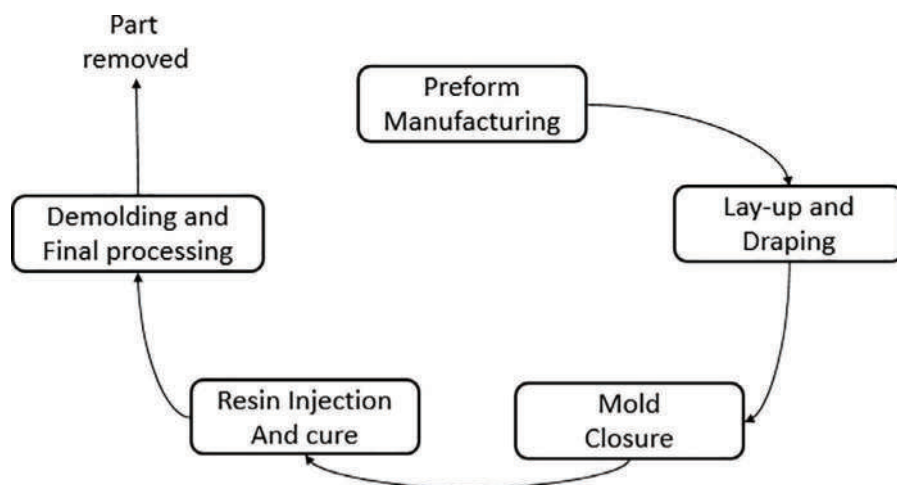 Part
removed
Preform
Manufacturing
Lay-up and
Draping
Mold
Closure
Resin Injection
And cure
Demolding and
Final processing